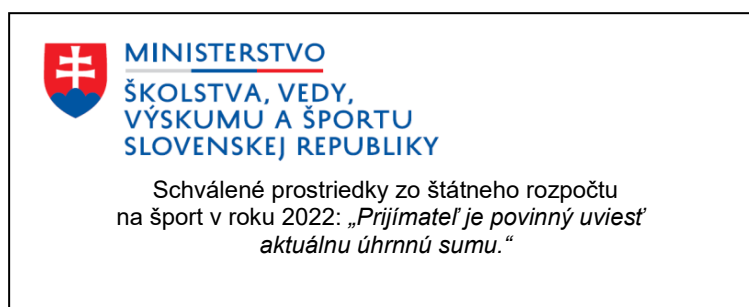 MINISTERSTVO
ŠKOLSTVA, VEDY,
VÝSKUMU A ŠPORTU
SLOVENSKEJ REPUBLIKY
Schválené prostriedky zo štátneho rozpočtu
na šport v roku 2022: „Prijímateľ je povinný uviesť
aktuálnu úhrnnú sumu.“